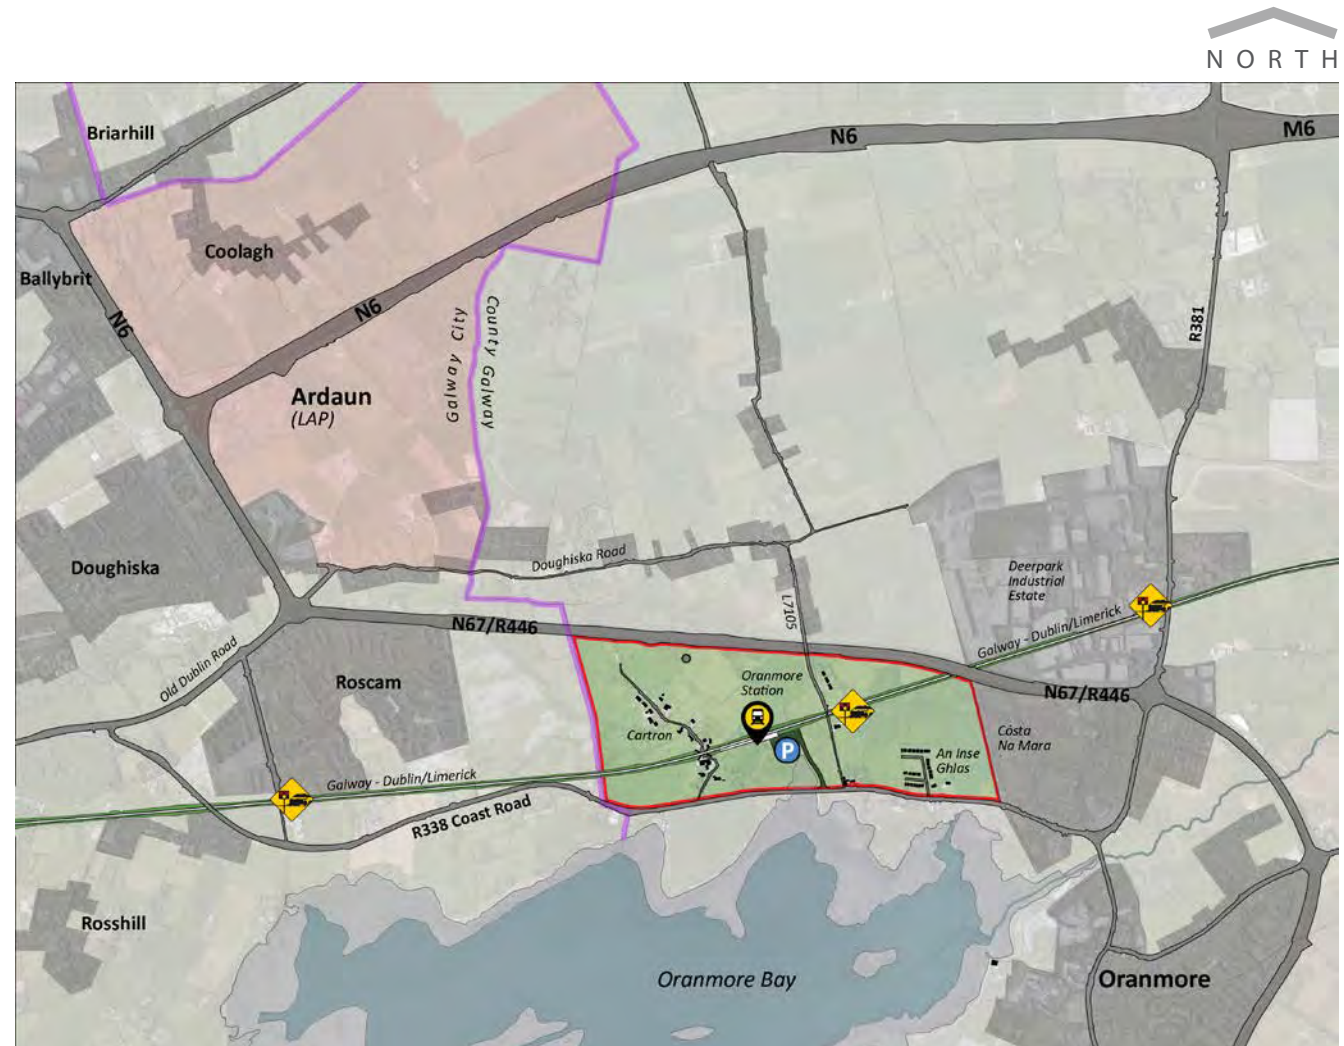 NORTH
Briarhill
N6
M6
Coolagh
Ballybrit
N6
N6
Galway City
County Galway
R381
Ardaun
(LAP)
Doughiska
Doughiska Road
Deerpark
Industrial
Estate
L7105
Galway - Dublin/Limerick
N67/R446
Old Dublin Road
Roscam
Oranmore
Station
N67/R446
Cartron
P
Còsta
Na Mara
An Inse
Ghlas
Galway - Dublin/Limerick
R338 Coast Road
Rosshill
Oranmore Bay
Oranmore